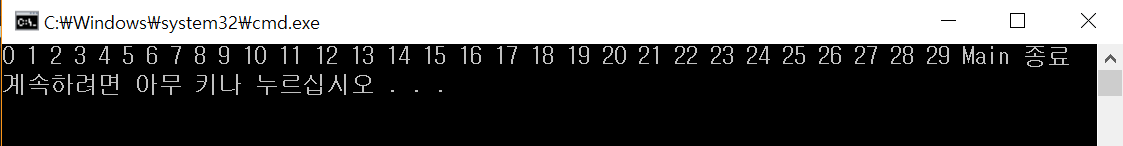 C:\Windows\system32\cmd.exe
0 1 2 3 4 5 6 7 8 9 10 11 12 13 14 15 16 17 18 19 20 21 22 23 24 25 26 27 28 29 Main 종료
계속하려면 아무 키나 누르십시오 . . .